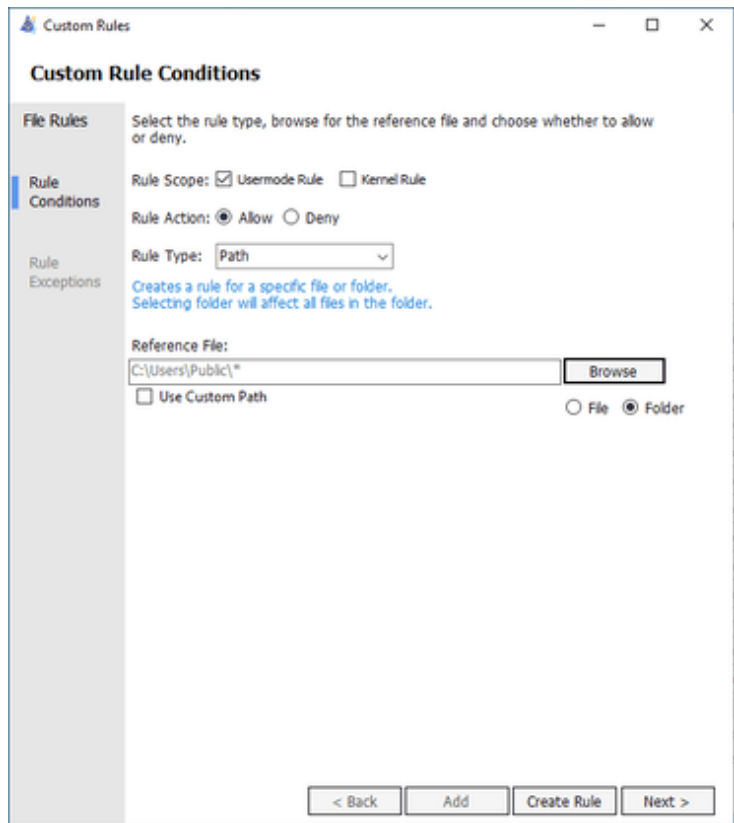 Custom Rules
Custom Rule Conditions
File Rules
Select the rule type, browse for the reference file and choose whether to allow
or deny.
Rule
Conditions
Rule Scope: Usermode Rule Kernel Rule
Rule Action: Allow Deny
Rule Type: Path
Rule
Exceptions
Creates a rule for a specific file or folder.
Selecting folder will affect all files in the folder.
Reference File:
C:\Users\Public\*
Browse
Use Custom Path
File Folder
< Back Add Create Rule Next >